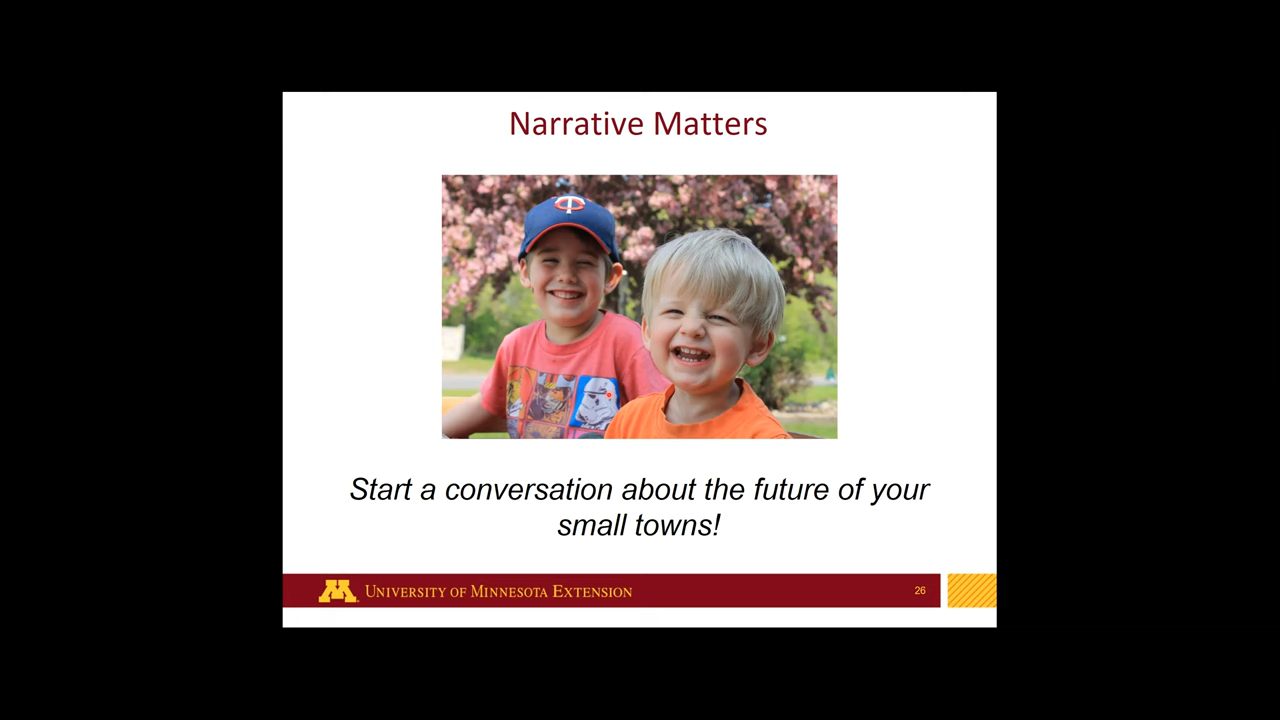 Narrative Matters
Start a conversation about the future of your
small towns!
UNIVERSITY OF MINNESOTA EXTENSION
26